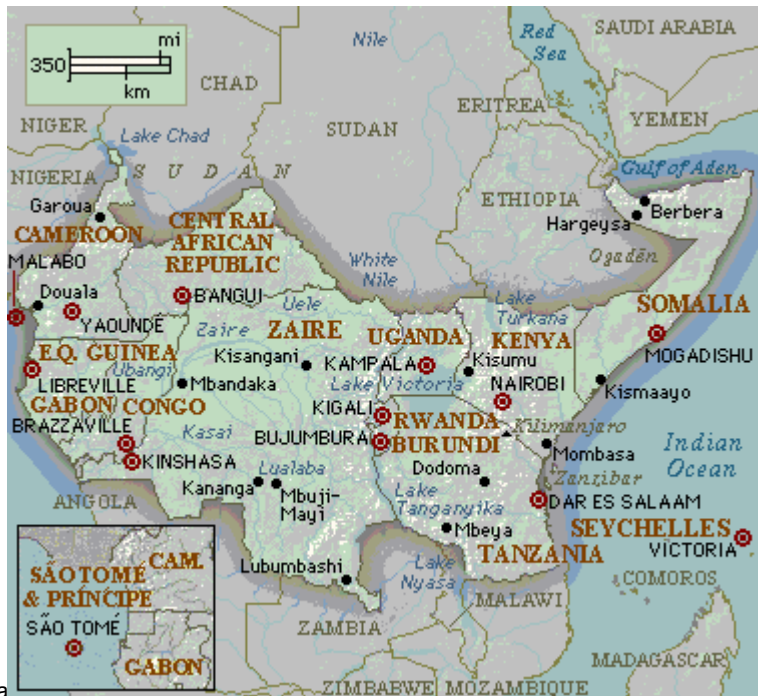 mi
350
km
Nile
Red
Sea
SAUDI ARABIA
CHAD
ERITREA
NIGER
Lake Chad
SUDAN
YEMEN
NIGERIA
SUDAN
Gulf of Aden
Garoua
ETHIOPIA
Berbera
Hargeysa
CAMEROON
CENTRAL
AFRICAN
REPUBLIC
MALABO
White
Nile
Ogadēn
Douala
BANGUI
Uele
Lake
Turkana
SOMALIA
YAOUNDÉ
Zaire
ZAIRE
UGANDA
KENYA
MOGADISHU
EQ. GUINEA
Ubangi
Kisangani
KAMPALA
Kisumu
LIBREVILLE
Mbandaka
Lake Victoria
NAIROBI
Kismaayo
GABON
CONGO
KIGALI
RWANDA
Kilimanjaro
BRAZZAVILLE
Kasai
BUJUMBURA
BURUNDI
Mombasa
Indian
Ocean
KINSHASA
Lualaba
Dodoma
Zanzibar
Kananga
Mbuji-
Mayi
Lake
Tanganyika
DAR ES SALAAM
ANGOLA
Mbeya
SEYCHELLES
VICTORIA
TANZANIA
CAM.
Lubumbashi
Lake
Nyasa
COMOROS
SÃO TOMÉ
& PRÍNCIPE
MALAWI
SÃO TOMÉ
ZAMBIA
GABON
MADAGASCAR
a
ZIMBABWE
MOZAMBIQUE